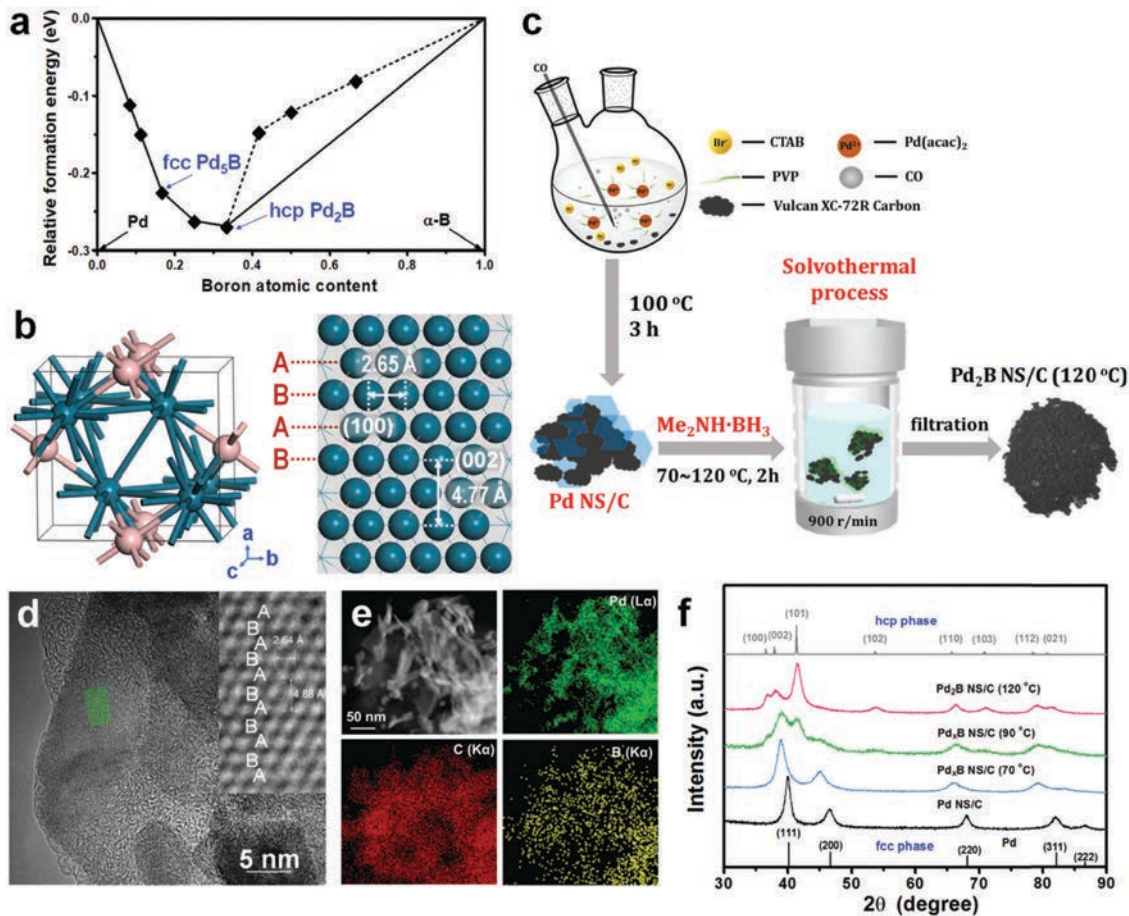 a
Relative formation energy (eV)
0.0
-0.1
-0.2
-0.3
fcc Pd₅B
hcp Pd₂B
Pd
α-B
0.0 0.2 0.4 0.6 0.8 1.0
Boron atomic content
b
a
b
c
A
B
A
B
2.65 Å
(100)
(002)
4.77 Å
c
CO
Br⁻ CTAB
Pd²⁺ Pd(acac)₂
PVP
CO
Vulcan XC-72R Carbon
100 °C
3 h
Pd NS/C
Me₂NH·BH₃
70~120 °C, 2h
Solvothermal
process
900 r/min
filtration
Pd₂B NS/C (120 °C)
d
A
B
A
B
A
B
A
B
A
B
A
2.64 Å
4.88 Å
5 nm
e
50 nm
Pd (Lα)
C (Kα)
B (Kα)
f
Intensity (a.u.)
hcp phase
(100) (002) (101) (102) (110) (103) (112) (021)
Pd₂B NS/C (120 °C)
PdₓB NS/C (90 °C)
PdₓB NS/C (70 °C)
Pd NS/C
(111) (200) (220) (311) (222)
fcc phase
Pd
30 40 50 60 70 80 90
2θ (degree)